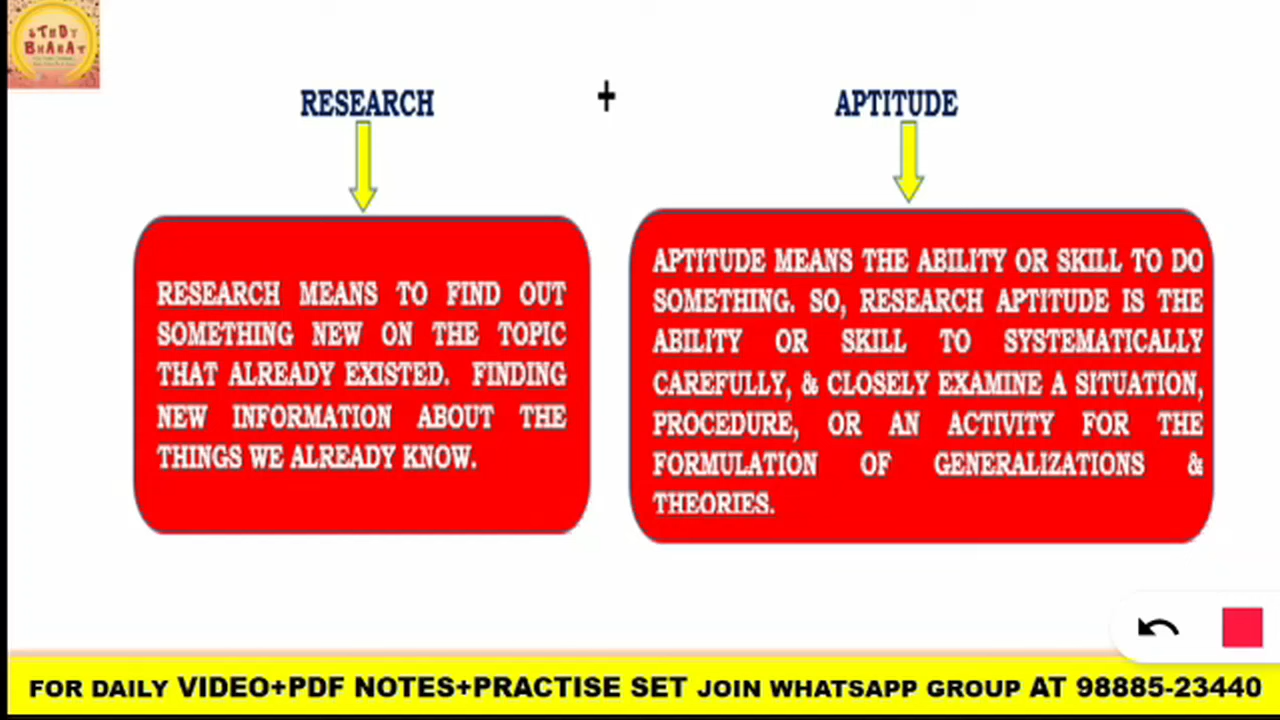 STUDY
BHARAT
RESEARCH + APTITUDE
RESEARCH MEANS TO FIND OUT
SOMETHING NEW ON THE TOPIC
THAT ALREADY EXISTED. FINDING
NEW INFORMATION ABOUT THE
THINGS WE ALREADY KNOW.
APTITUDE MEANS THE ABILITY OR SKILL TO DO
SOMETHING. SO, RESEARCH APTITUDE IS THE
ABILITY OR SKILL TO SYSTEMATICALLY
CAREFULLY, & CLOSELY EXAMINE A SITUATION,
PROCEDURE, OR AN ACTIVITY FOR THE
FORMULATION OF GENERALIZATIONS &
THEORIES.
FOR DAILY VIDEO+PDF NOTES+PRACTISE SET JOIN WHATSAPP GROUP AT 98885-23440